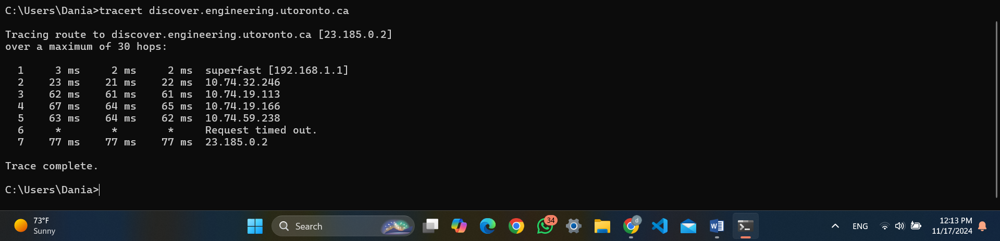 C:\Users\Dania>tracert discover.engineering.utoronto.ca
Tracing route to discover.engineering.utoronto.ca [23.185.0.2]
over a maximum of 30 hops:
1 3 ms 2 ms 2 ms superfast [192.168.1.1]
2 23 ms 21 ms 22 ms 10.74.32.246
3 62 ms 61 ms 61 ms 10.74.19.113
4 67 ms 64 ms 65 ms 10.74.19.166
5 63 ms 64 ms 62 ms 10.74.59.238
6 * * * Request timed out.
7 77 ms 77 ms 77 ms 23.185.0.2
Trace complete.
C:\Users\Dania>
73°F
Sunny
Search
34
d
W
ENG
12:13 PM
11/17/2024